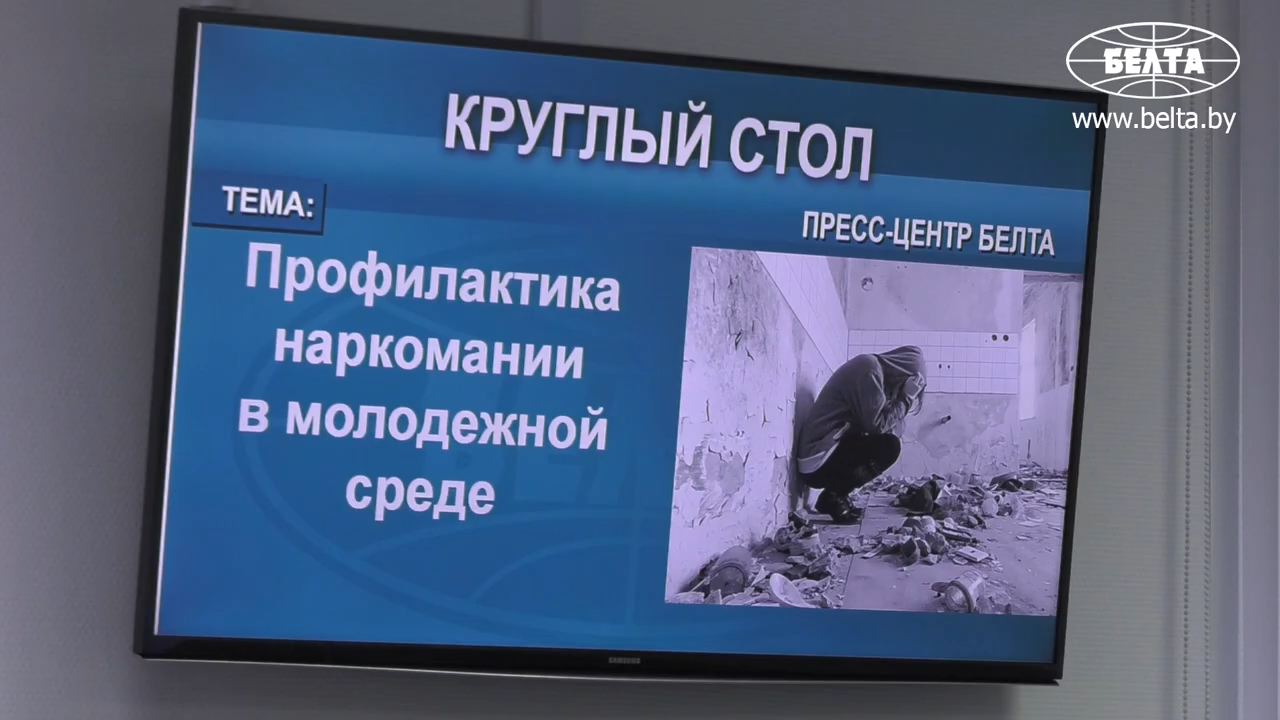 БЕЛТА
www.belta.by
КРУГЛЫЙ СТОЛ
ТЕМА:
ПРЕСС-ЦЕНТР БЕЛТА
Профилактика
наркомании
в молодежной
среде
SAMSUNG